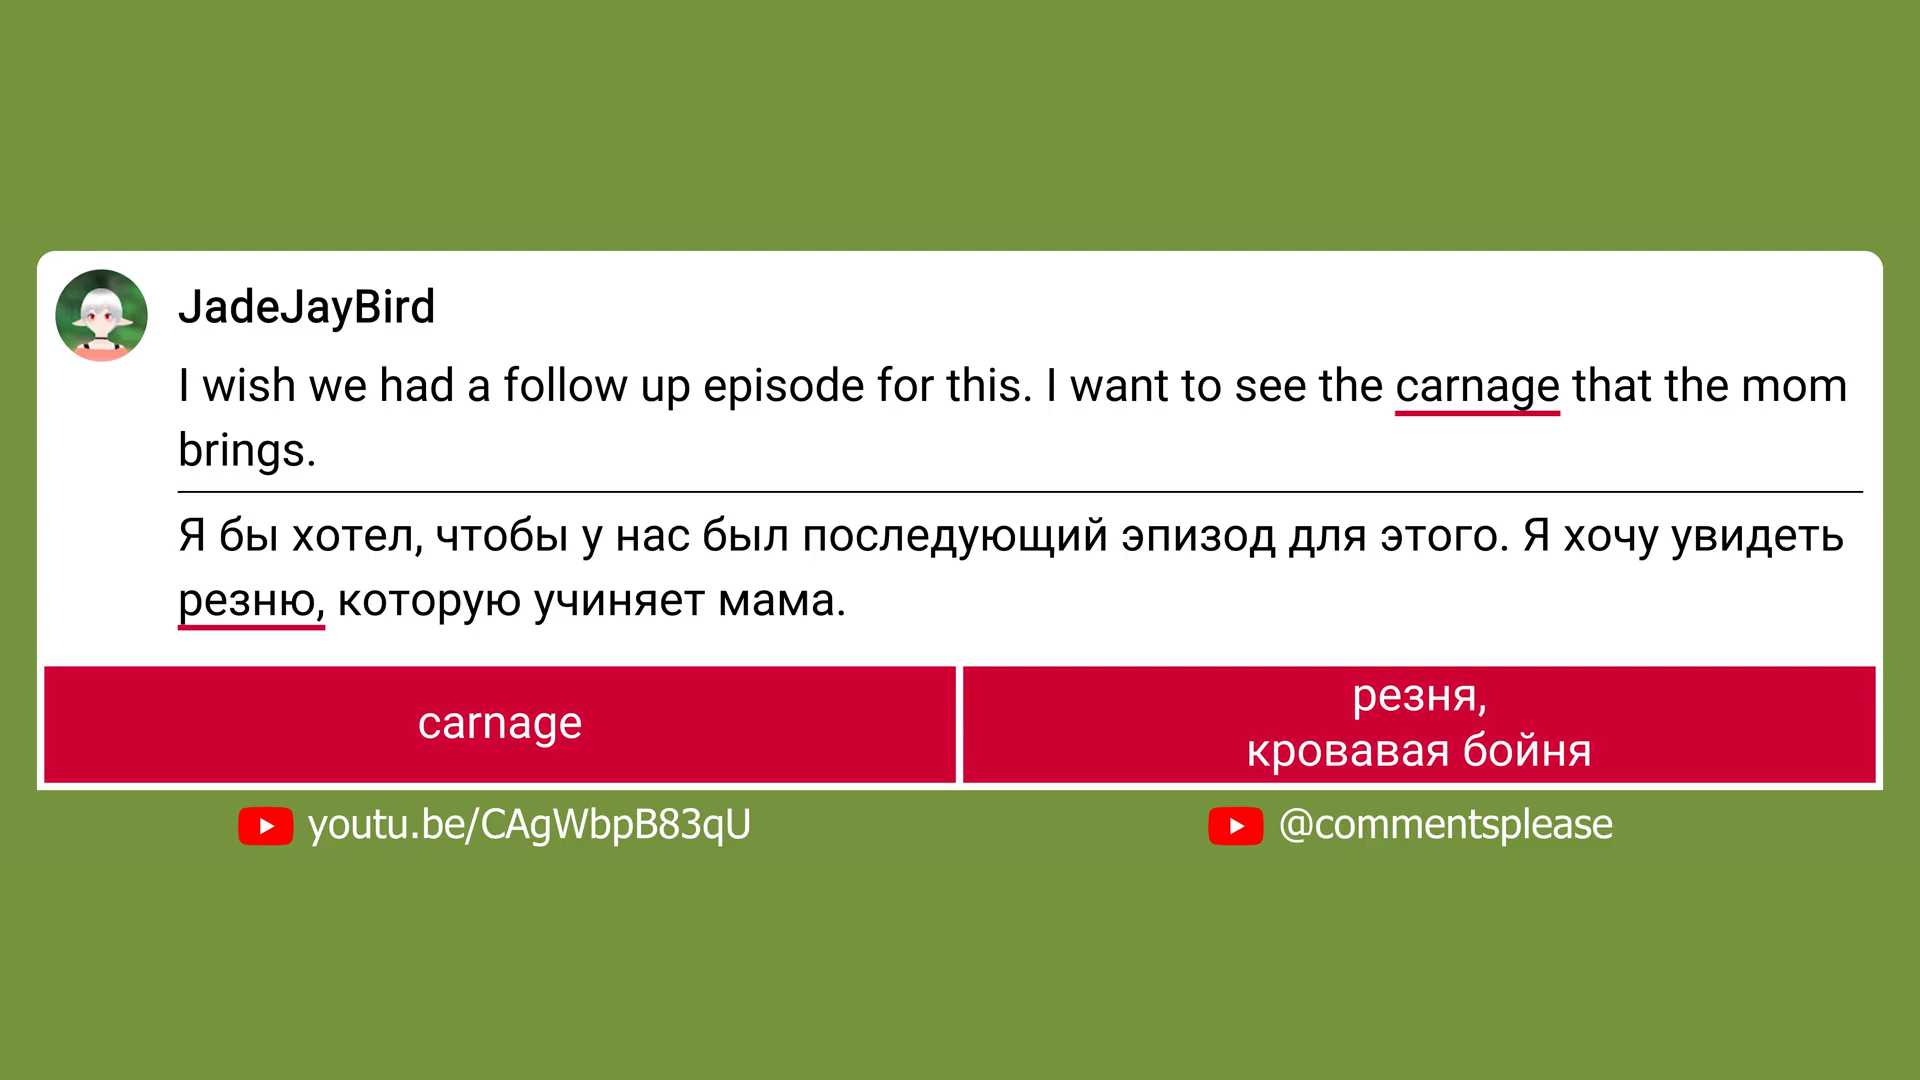 JadeJayBird
I wish we had a follow up episode for this. I want to see the carnage that the mom
brings.
Я бы хотел, чтобы у нас был последующий эпизод для этого. Я хочу увидеть
резню, которую учиняет мама.
carnage
резня,
кровавая бойня
youtu.be/CAgWbpB83qU
@commentsplease